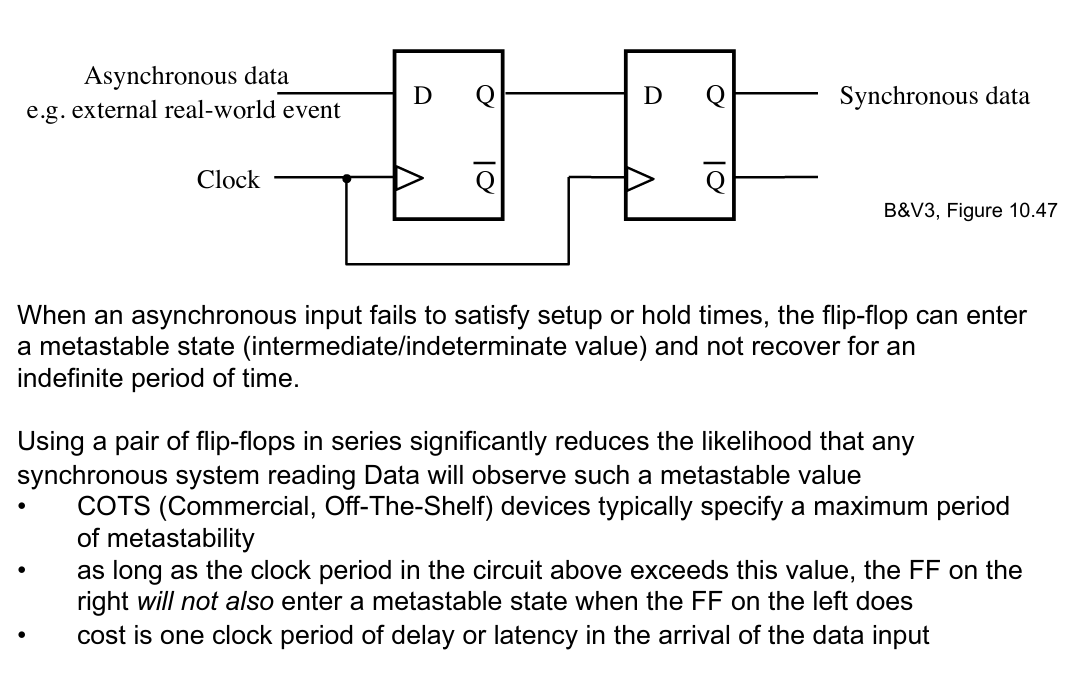 Asynchronous data
e.g. external real-world event
D Q D Q
Synchronous data
Clock
Q̅ Q̅
B&V3, Figure 10.47
When an asynchronous input fails to satisfy setup or hold times, the flip-flop can enter
a metastable state (intermediate/indeterminate value) and not recover for an
indefinite period of time.
Using a pair of flip-flops in series significantly reduces the likelihood that any
synchronous system reading Data will observe such a metastable value
• COTS (Commercial, Off-The-Shelf) devices typically specify a maximum period
of metastability
• as long as the clock period in the circuit above exceeds this value, the FF on the
right will not also enter a metastable state when the FF on the left does
• cost is one clock period of delay or latency in the arrival of the data input